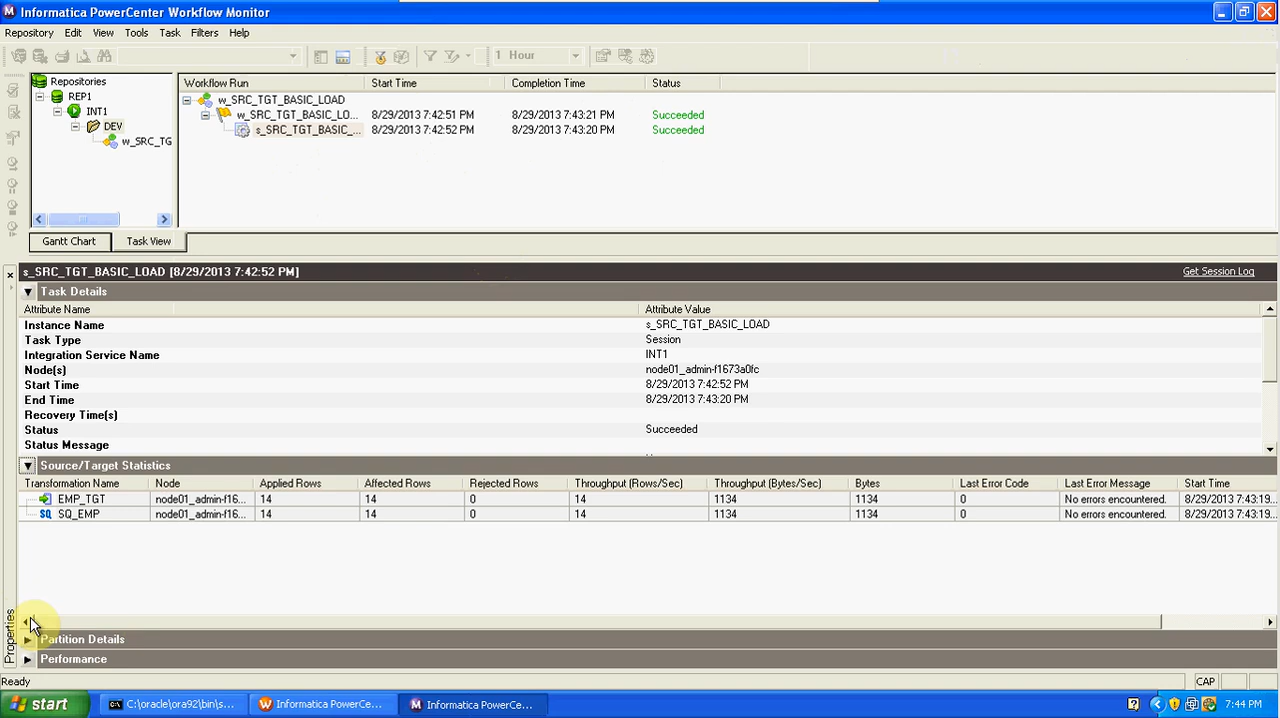 Informatica PowerCenter Workflow Monitor
Repository Edit View Tools Task Filters Help
1 Hour
Repositories
REP1
INT1
DEV
w_SRC_TG
Workflow Run Start Time Completion Time Status
w_SRC_TGT_BASIC_LOAD
w_SRC_TGT_BASIC_LO... 8/29/2013 7:42:51 PM 8/29/2013 7:43:21 PM Succeeded
s_SRC_TGT_BASIC_... 8/29/2013 7:42:52 PM 8/29/2013 7:43:20 PM Succeeded
Gantt Chart Task View
s_SRC_TGT_BASIC_LOAD [8/29/2013 7:42:52 PM] Get Session Log
Task Details
Attribute Name Attribute Value
Instance Name s_SRC_TGT_BASIC_LOAD
Task Type Session
Integration Service Name INT1
Node(s) node01_admin-f1673a0fc
Start Time 8/29/2013 7:42:52 PM
End Time 8/29/2013 7:43:20 PM
Recovery Time(s)
Status Succeeded
Status Message
Source/Target Statistics
Transformation Name Node Applied Rows Affected Rows Rejected Rows Throughput (Rows/Sec) Throughput (Bytes/Sec) Bytes Last Error Code Last Error Message Start Time
EMP_TGT node01_admin-f16... 14 14 0 14 1134 1134 0 No errors encountered. 8/29/2013 7:43:19...
SQ SQ_EMP node01_admin-f16... 14 14 0 14 1134 1134 0 No errors encountered. 8/29/2013 7:43:19...
Properties
Partition Details
Performance
Ready CAP
start C:\oracle\ora92\bin\s... Informatica PowerCe... Informatica PowerCe... 7:44 PM